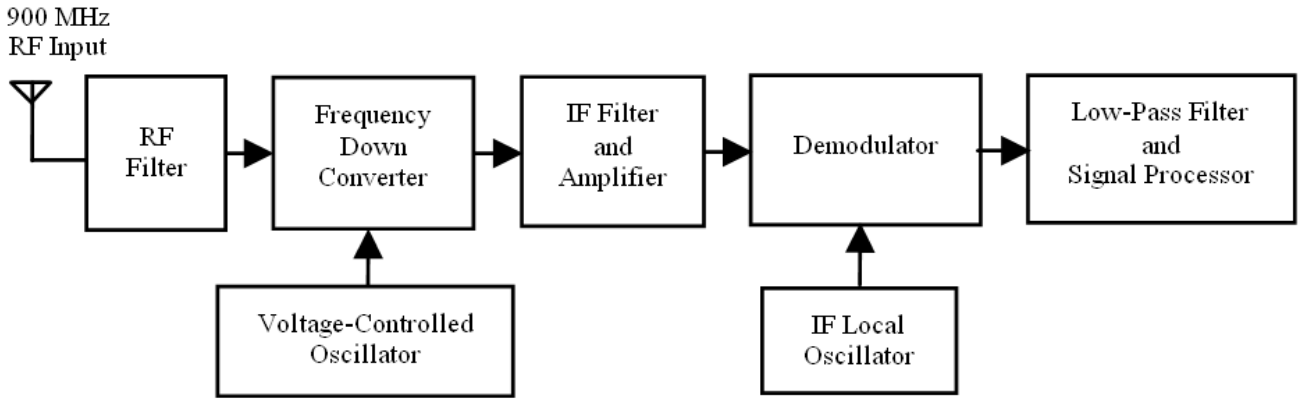 900 MHz
RF Input
RF
Filter
Frequency
Down
Converter
IF Filter
and
Amplifier
Demodulator
Low-Pass Filter
and
Signal Processor
Voltage-Controlled
Oscillator
IF Local
Oscillator